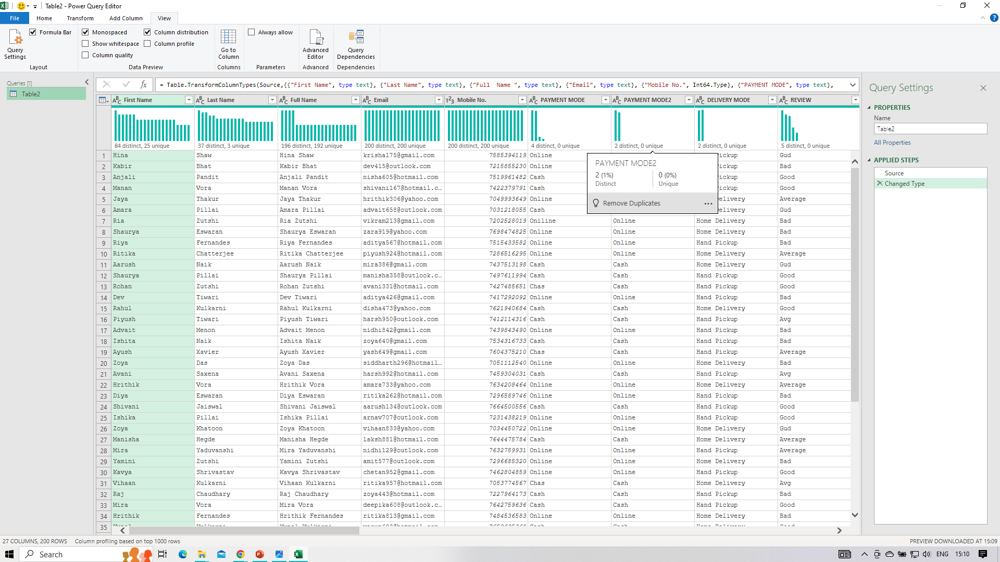 Table2 - Power Query Editor
File Home Transform Add Column View
Query Settings
Formula Bar
Layout
Monospaced
Show whitespace
Column quality
Column distribution
Column profile
Data Preview
Go to Column
Columns
Always allow
Parameters
Advanced Editor
Advanced
Query Dependencies
Dependencies
Queries [1]
Table2
fx
= Table.TransformColumnTypes(Source,{{"First Name", type text}, {"Last Name", type text}, {"Full  Name ", type text}, {"Email", type text}, {"Mobile No.", Int64.Type}, {"PAYMENT MODE", type text},
First Name Last Name Full Name Email Mobile No. PAYMENT MODE PAYMENT MODE2 DELIVERY MODE REVIEW
84 distinct, 25 unique 37 distinct, 3 unique 196 distinct, 192 unique 200 distinct, 200 unique 200 distinct, 200 unique 4 distinct, 0 unique 2 distinct, 0 unique 2 distinct, 0 unique 5 distinct, 0 unique
1 Hina Shaw Hina Shaw krisha175@gmail.com 7585394119 Online Pickup Gud
2 Kabir Bhat Kabir Bhat dev415@outlook.com 7215855230 Online ickup Bad
3 Anjali Pandit Anjali Pandit nisha605@hotmail.com 7519961482 Cash ickup Good
4 Manan Vora Manan Vora shivani167@hotmail.c... 7422379791 Cash ickup Good
5 Jaya Thakur Jaya Thakur hrithik306@yahoo.com 7049993649 Online elivery Average
6 Amara Pillai Amara Pillai advait658@outlook.com 7031218055 Cash elivery Gud
7 Ria Zutshi Ria Zutshi vikram213@gmail.com 7202528019 Oniline Online Home Delivery Bad
8 Shaurya Eswaran Shaurya Eswaran zara919@yahoo.com 7698474825 Online Online Home Delivery Bad
9 Riya Fernandes Riya Fernandes aditya567@hotmail.com 7515433582 Online Online Hand Pickup Bad
10 Ritika Chatterjee Ritika Chatterjee piyush924@hotmail.com 7286516295 Online Online Home Delivery Average
11 Aarush Naik Aarush Naik mira386@gmail.com 7437513198 Cash Cash Home Delivery Gud
12 Shaurya Pillai Shaurya Pillai manisha358@outlook.c... 7497611994 Cash Cash Hand Pickup Good
13 Rohan Zutshi Rohan Zutshi avani331@hotmail.com 7427485651 Chas Cash Hand Pickup Good
14 Dev Tiwari Dev Tiwari aditya426@gmail.com 7417292092 Online Online Hand Pickup Bad
15 Rahul Kulkarni Rahul Kulkarni disha473@yahoo.com 7621940684 Cash Cash Home Delivery Good
16 Piyush Tiwari Piyush Tiwari harsh950@outlook.com 7412114316 Cash Cash Hand Pickup Avg
17 Advait Menon Advait Menon nidhi842@gmail.com 7439843490 Online Online Hand Pickup Bad
18 Ishita Naik Ishita Naik zoya640@gmail.com 7534316733 Cash Cash Hand Pickup Bad
19 Ayush Xavier Ayush Xavier yash649@gmail.com 7604375210 Chas Cash Hand Pickup Average
20 Zoya Das Zoya Das siddharth296@hotmail... 7051112540 Online Online Home Delivery Bad
21 Avani Saxena Avani Saxena harsh992@hotmail.com 7459304031 Cash Cash Hand Pickup Avg
22 Hrithik Vora Hrithik Vora amara733@yahoo.com 7634208464 Online Online Home Delivery Average
23 Diya Eswaran Diya Eswaran ritika262@hotmail.com 7296589746 Online Online Hand Pickup Bad
24 Shivani Jaiswal Shivani Jaiswal aarush134@outlook.com 7664500556 Cash Cash Hand Pickup Good
25 Ishika Pillai Ishika Pillai arnav707@outlook.com 7231438219 Online Online Hand Pickup Good
26 Zoya Khatoon Zoya Khatoon vihaan833@yahoo.com 7034450722 Online Online Home Delivery Gud
27 Manisha Hegde Manisha Hegde laksh881@hotmail.com 7644475784 Cash Cash Home Delivery Average
28 Mira Yaduvanshi Mira Yaduvanshi nidhi129@outlook.com 7632759931 Online Online Hand Pickup Average
29 Yamini Zutshi Yamini Zutshi amit577@outlook.com 7296685320 Online Online Home Delivery Bad
30 Kavya Shrivastav Kavya Shrivastav chetan952@gmail.com 7462804859 Online Online Hand Pickup Good
31 Vihaan Kulkarni Vihaan Kulkarni ritika957@hotmail.com 7053774567 Chas Cash Home Delivery Avg
32 Raj Chaudhary Raj Chaudhary zoya443@hotmail.com 7227964173 Cash Cash Hand Pickup Bad
33 Mira Vora Mira Vora deepika608@outlook.c... 7642759636 Cash Cash Hand Pickup Good
34 Hrithik Fernandes Hrithik Fernandes ritika813@gmail.com 7484536583 Online Online Home Delivery Bad
35
PAYMENT MODE2
2 (1%) 0 (0%)
Distinct Unique
Remove Duplicates
Query Settings
PROPERTIES
Name
Table2
All Properties
APPLIED STEPS
Source
Changed Type
27 COLUMNS, 200 ROWS Column profiling based on top 1000 rows PREVIEW DOWNLOADED AT 15:09
Search ENG 15:10